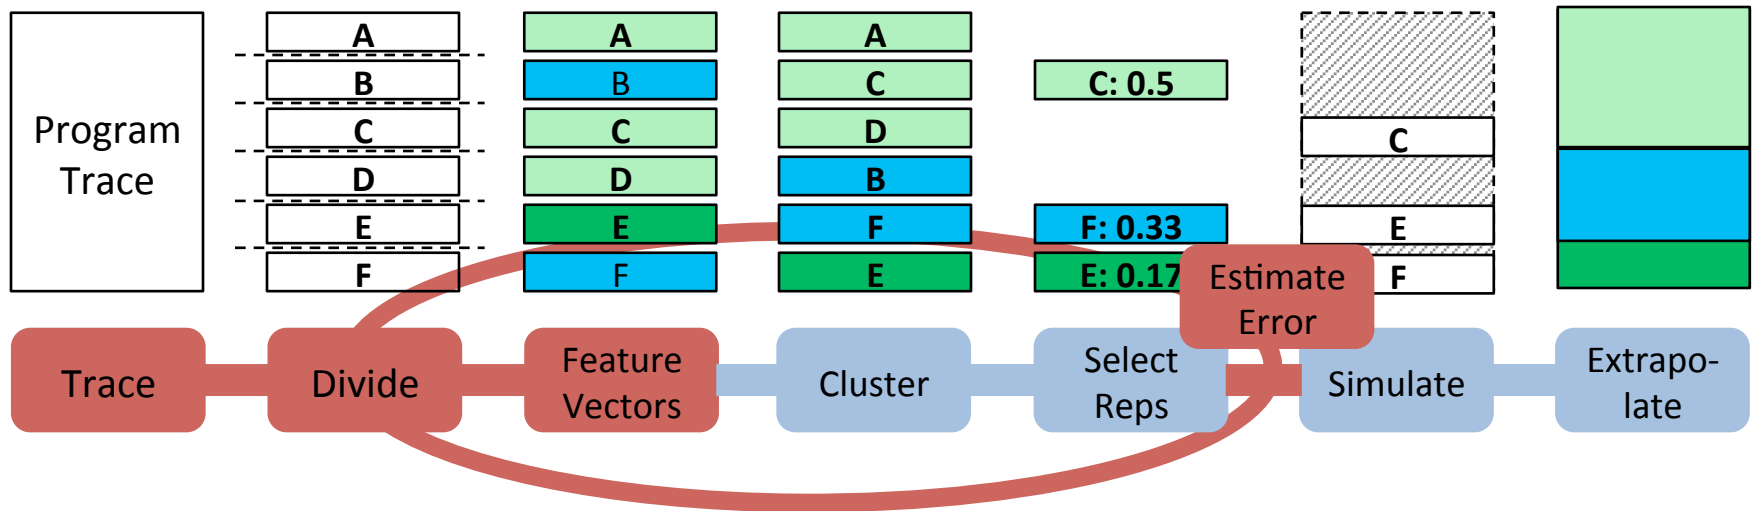 Program
Trace
A
B
C
D
E
F
A
B
C
D
E
F
A
C
D
B
F
E
C: 0.5
F: 0.33
E: 0.17
C
E
F
Estimate
Error
Trace
Divide
Feature
Vectors
Cluster
Select
Reps
Simulate
Extrapo-
late